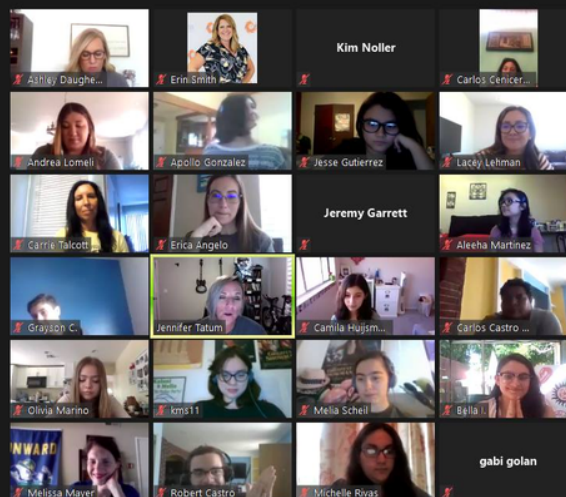 Ashley Daughe...
Erin Smith
Kim Noller
Carlos Cenicer...
Andrea Lomeli
Apollo Gonzalez
Jesse Gutierrez
Lacey Lehman
Carrie Talcott
Erica Angelo
Jeremy Garrett
Aleeha Martinez
Grayson C.
Jennifer Tatum
Camila Huijsm...
Carlos Castro ...
Olivia Marino
kms11
Melia Scheil
Bella I.
NWARD
Melissa Mayer
Robert Castro
Michelle Rivas
gabi golan